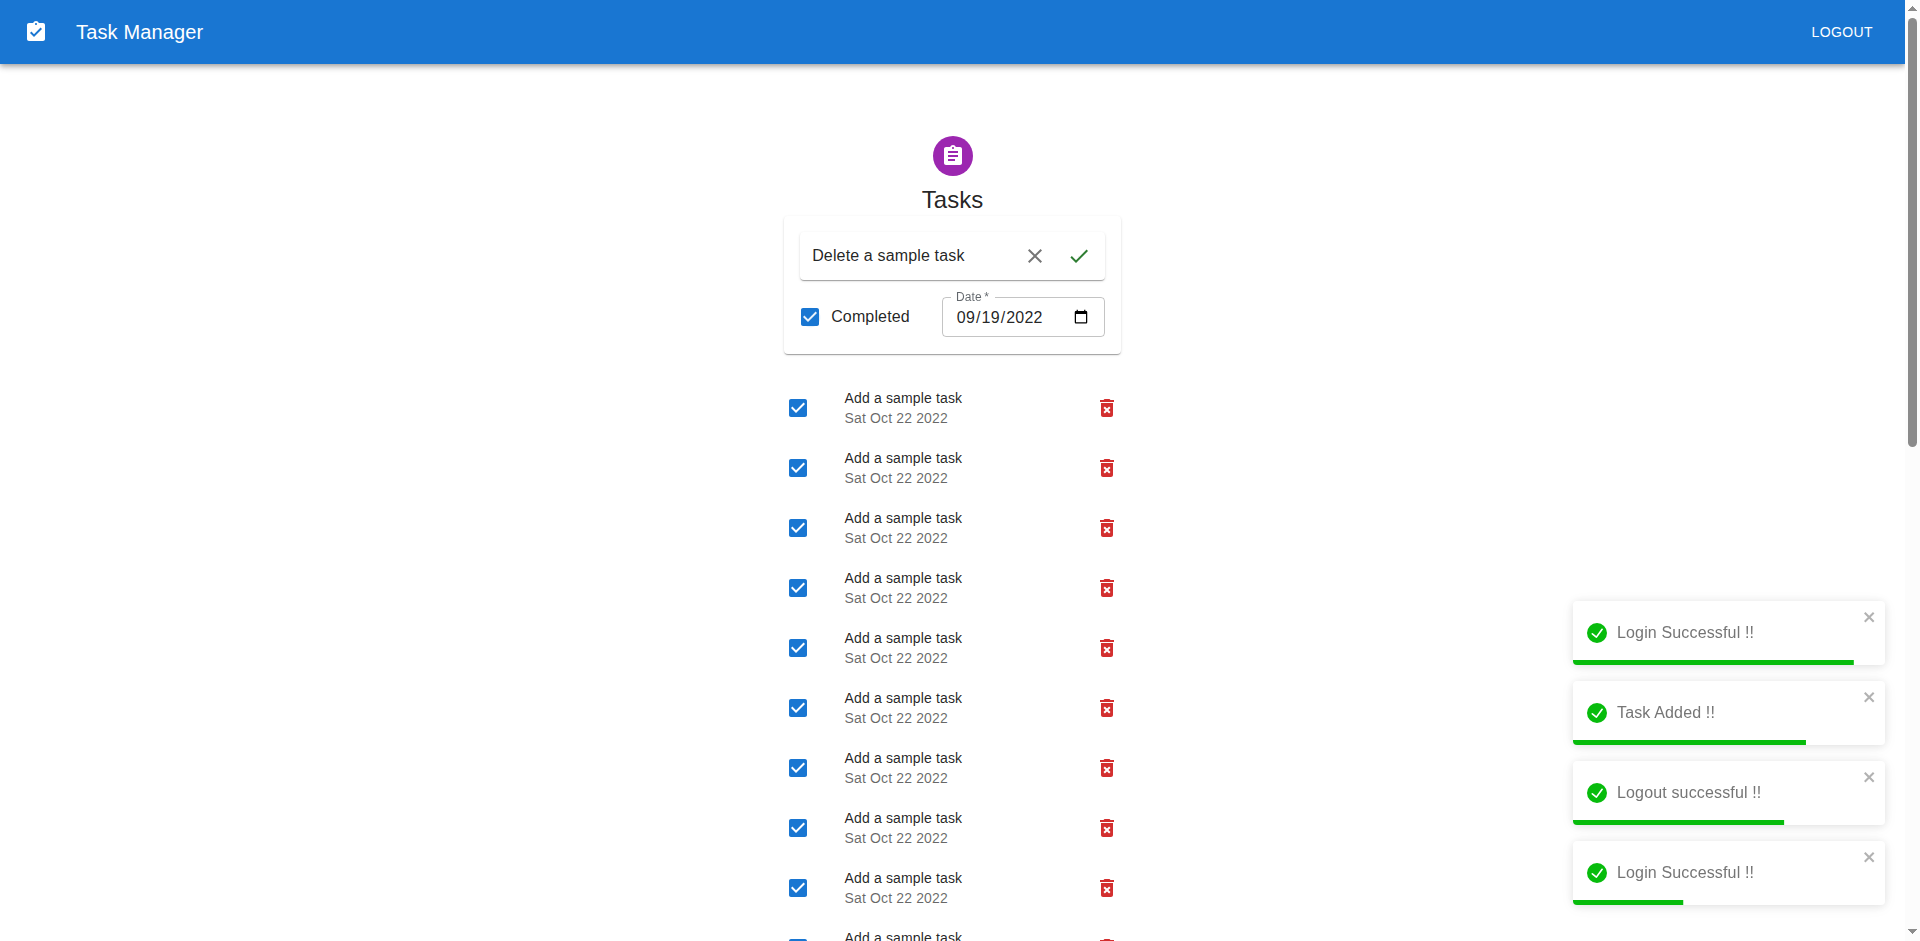 Task Manager
LOGOUT
Tasks
Delete a sample task
Completed
Date *
09/19/2022
Add a sample task
Sat Oct 22 2022
Add a sample task
Sat Oct 22 2022
Add a sample task
Sat Oct 22 2022
Add a sample task
Sat Oct 22 2022
Add a sample task
Sat Oct 22 2022
Add a sample task
Sat Oct 22 2022
Add a sample task
Sat Oct 22 2022
Add a sample task
Sat Oct 22 2022
Add a sample task
Sat Oct 22 2022
Add a sample task
Login Successful !!
Task Added !!
Logout successful !!
Login Successful !!